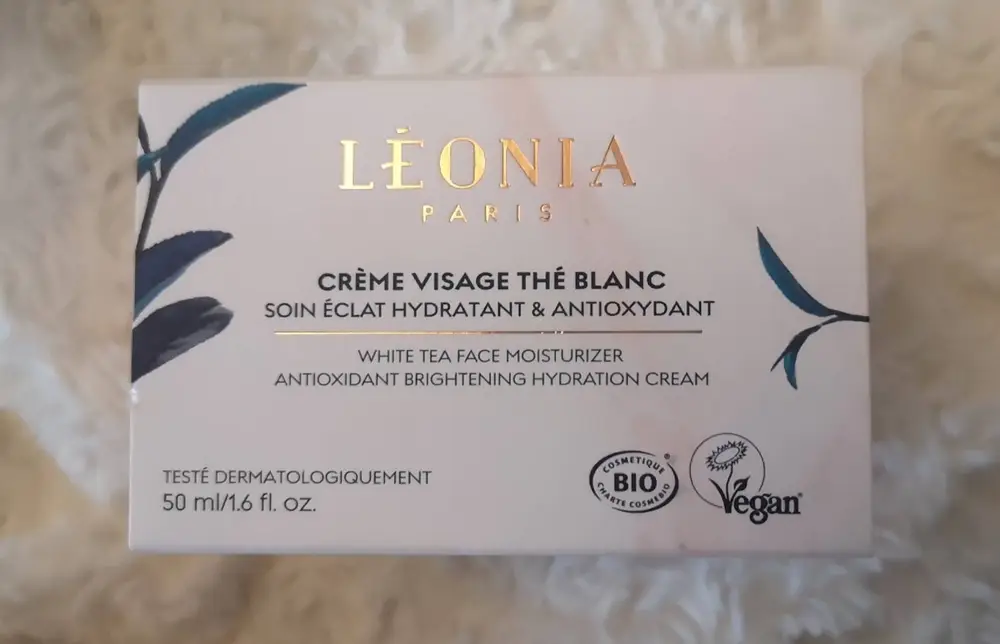 LÉONIA
PARIS
CRÈME VISAGE THÉ BLANC
SOIN ÉCLAT HYDRATANT & ANTIOXYDANT
WHITE TEA FACE MOISTURIZER
ANTIOXIDANT BRIGHTENING HYDRATION CREAM
TESTÉ DERMATOLOGIQUEMENT
50 ml/1.6 fl. oz.
COSMETIQUE
BIO
CHARTE COSMEBIO
®
Vegan®